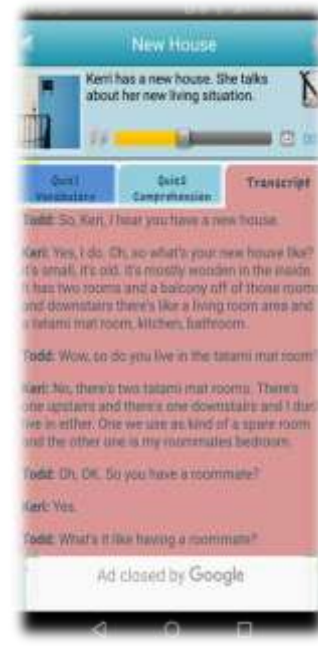 New House
Kerri has a new house. She talks
about her new living situation.
Quiz1
Vocabulary
Quiz2
Comprehension
Transcript
Todd: So, Keri, I hear you have a new house.
Keri: Yes, I do. Oh, so what's your new house like?
It's small, it's old. It's mostly wooden in the inside.
It has two rooms and a balcony off of those rooms
and downstairs there's like a living room area and
a tatami mat room, kitchen, bathroom.
Todd: Wow, so do you live in the tatami mat room?
Keri: No, there's two tatami mat rooms. There's
one upstairs and there's one downstairs and I don't
live in either. One we use as kind of a spare room
and the other one is my roommates bedroom.
Todd: Oh, OK. So you have a roommate?
Keri: Yes.
Todd: What's it like having a roommate?
Ad closed by Google